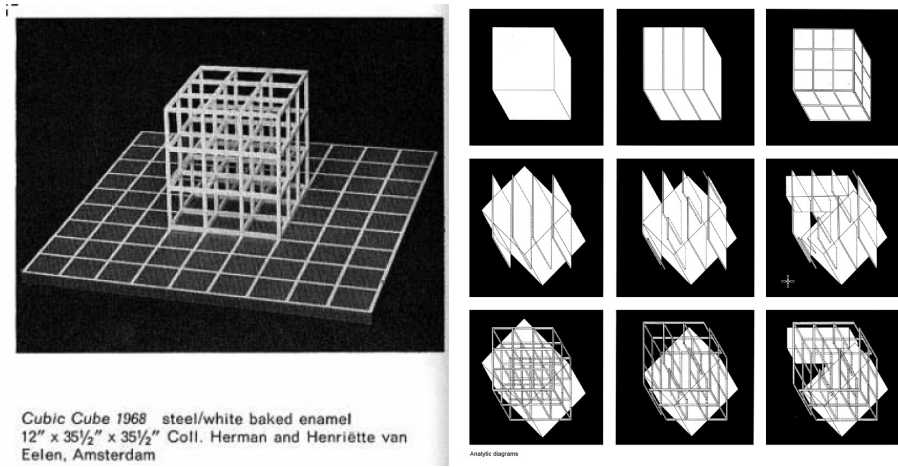 Cubic Cube 1968 steel/white baked enamel
12" x 35½" x 35½" Coll. Herman and Henriëtte van
Eelen, Amsterdam
Analytic diagrams